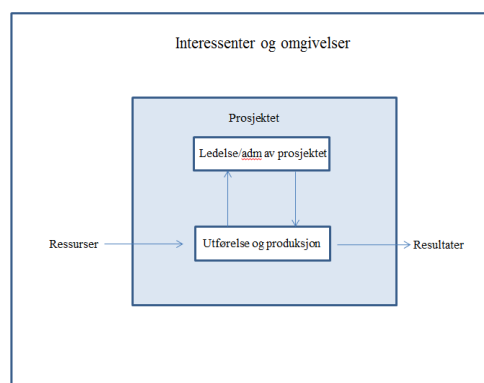 Interessenter og omgivelser
Prosjektet
Ledelse/adm av prosjektet
Ressurser
Utførelse og produksjon
Resultater